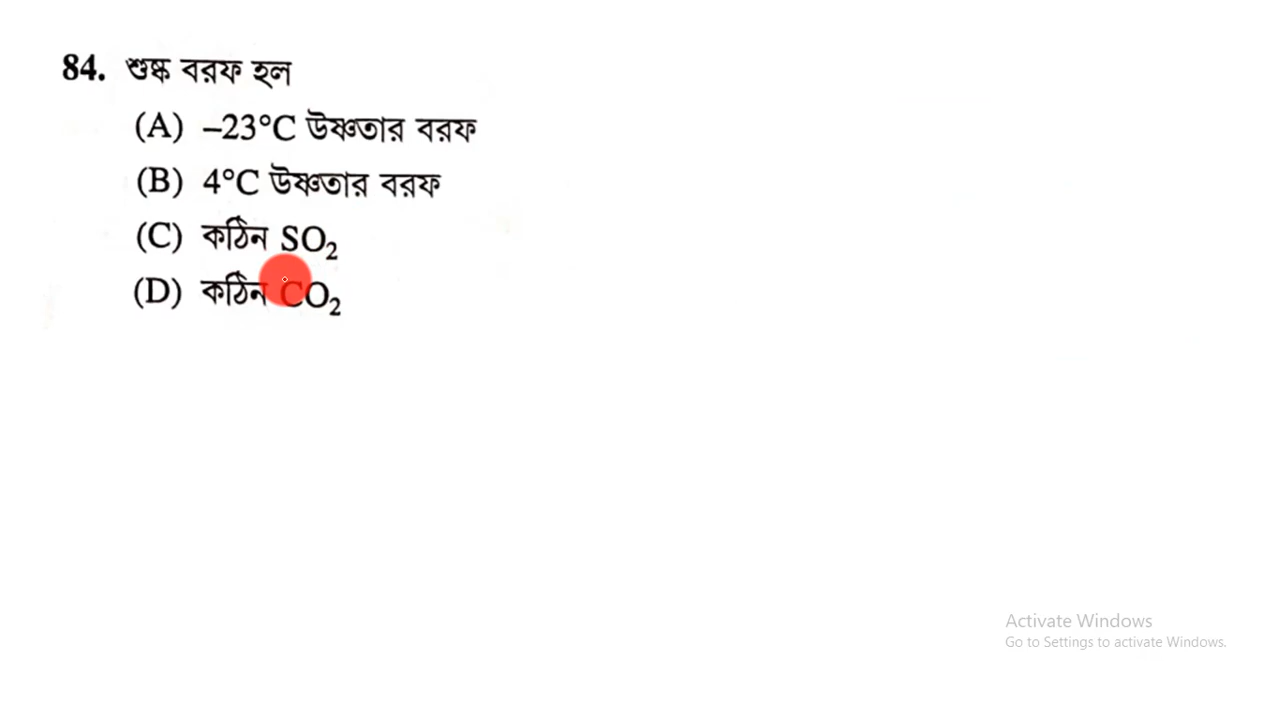 84. শুষ্ক বরফ হল
(A) –23°C উষ্ণতার বরফ
(B) 4°C উষ্ণতার বরফ
(C) কঠিন SO₂
(D) কঠিন CO₂
Activate Windows
Go to Settings to activate Windows.